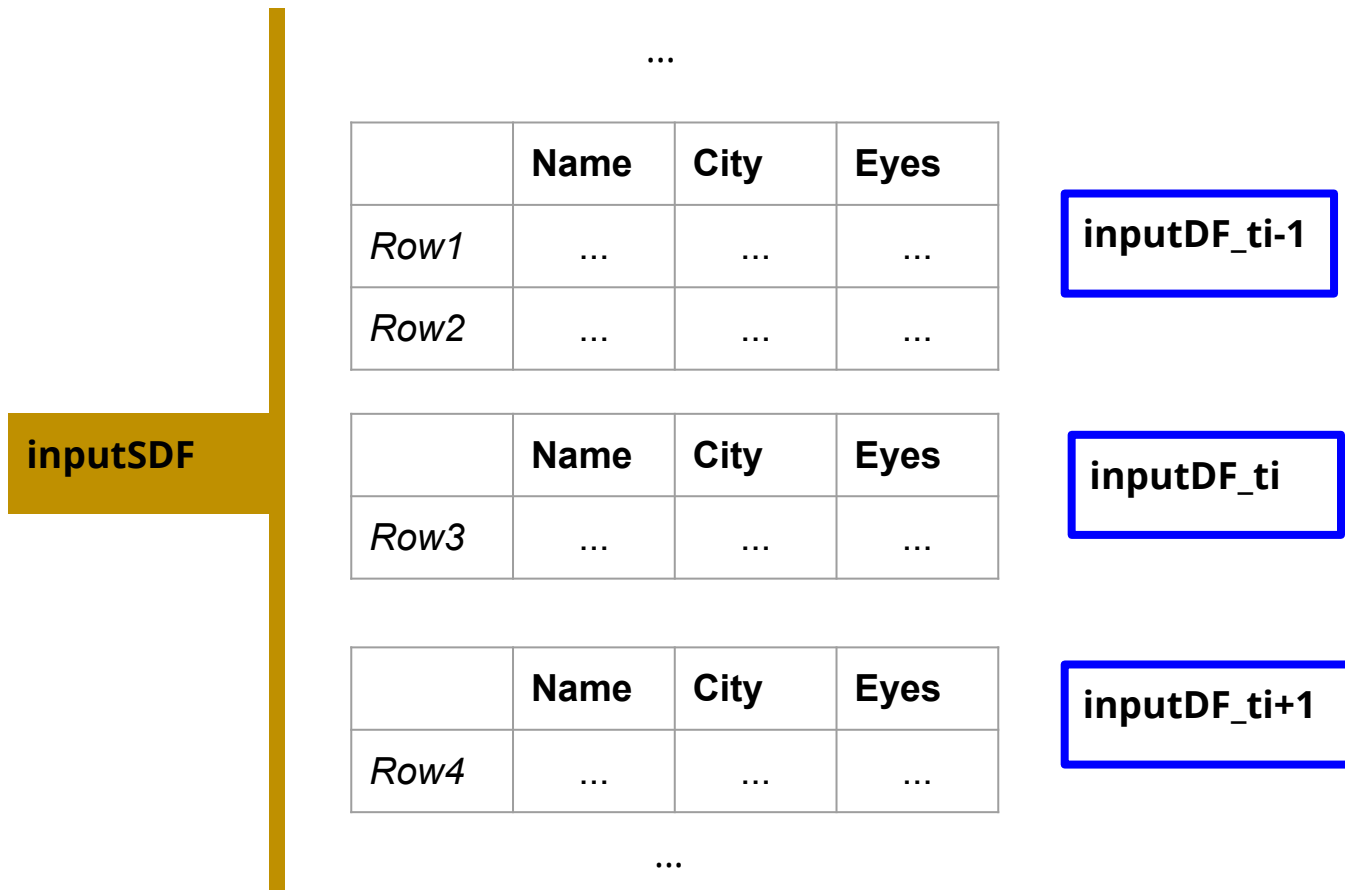 ...
Name City Eyes
Row1 ... ... ...
Row2 ... ... ...
inputDF_ti-1
inputSDF
Name City Eyes
Row3 ... ... ...
inputDF_ti
Name City Eyes
Row4 ... ... ...
inputDF_ti+1
...